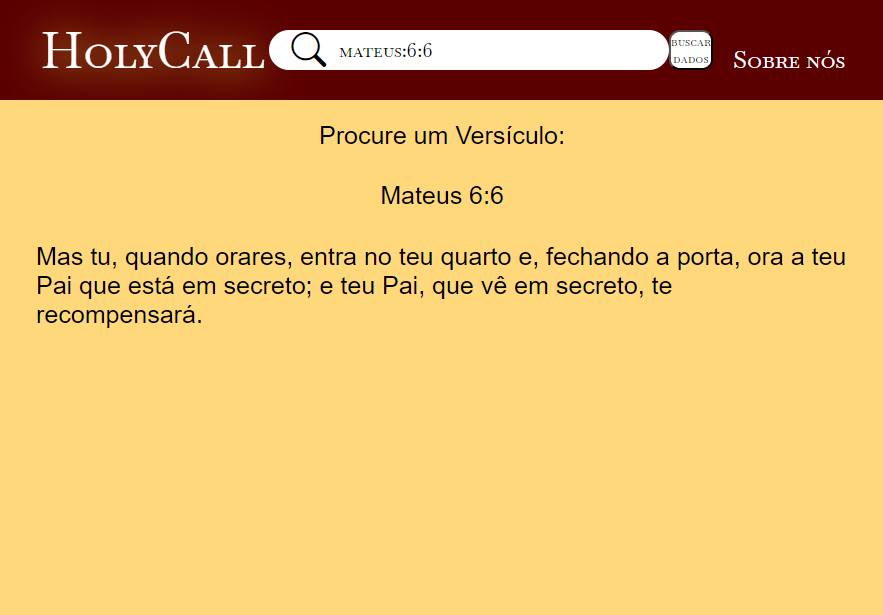 HolyCall
mateus:6:6
buscar
dados
Sobre nós
Procure um Versículo:
Mateus 6:6
Mas tu, quando orares, entra no teu quarto e, fechando a porta, ora a teu
Pai que está em secreto; e teu Pai, que vê em secreto, te
recompensará.